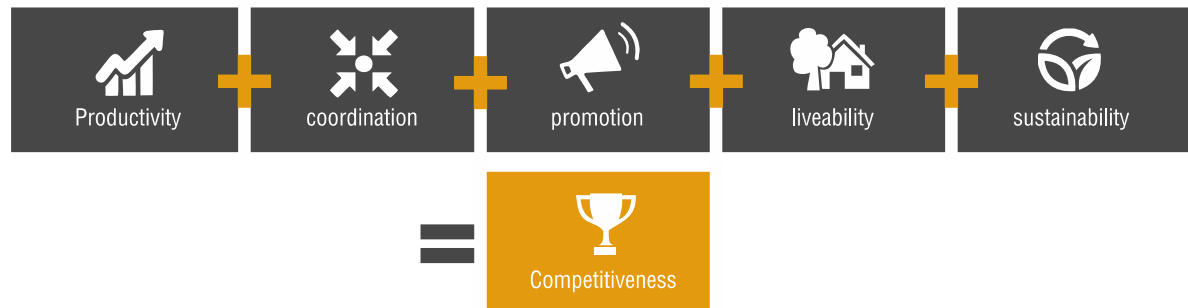 Productivity
coordination
promotion
liveability
sustainability
Competitiveness